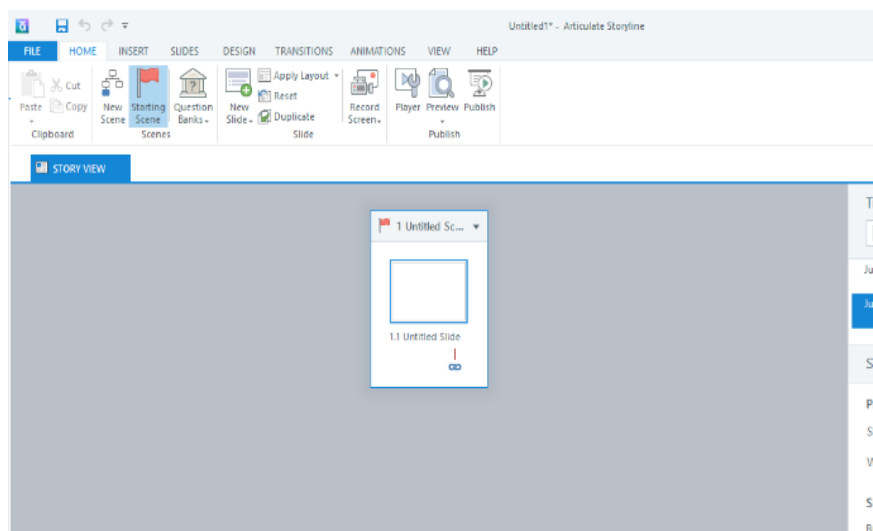 Untitled1* - Articulate Storyline
FILE HOME INSERT SLIDES DESIGN TRANSITIONS ANIMATIONS VIEW HELP
Paste
Cut
Copy
Clipboard
New Scene
Starting Scene
Question Banks
Scenes
New Slide
Apply Layout
Reset
Duplicate
Slide
Record Screen
Player
Preview
Publish
Publish
STORY VIEW
1 Untitled Sc...
1.1 Untitled Slide